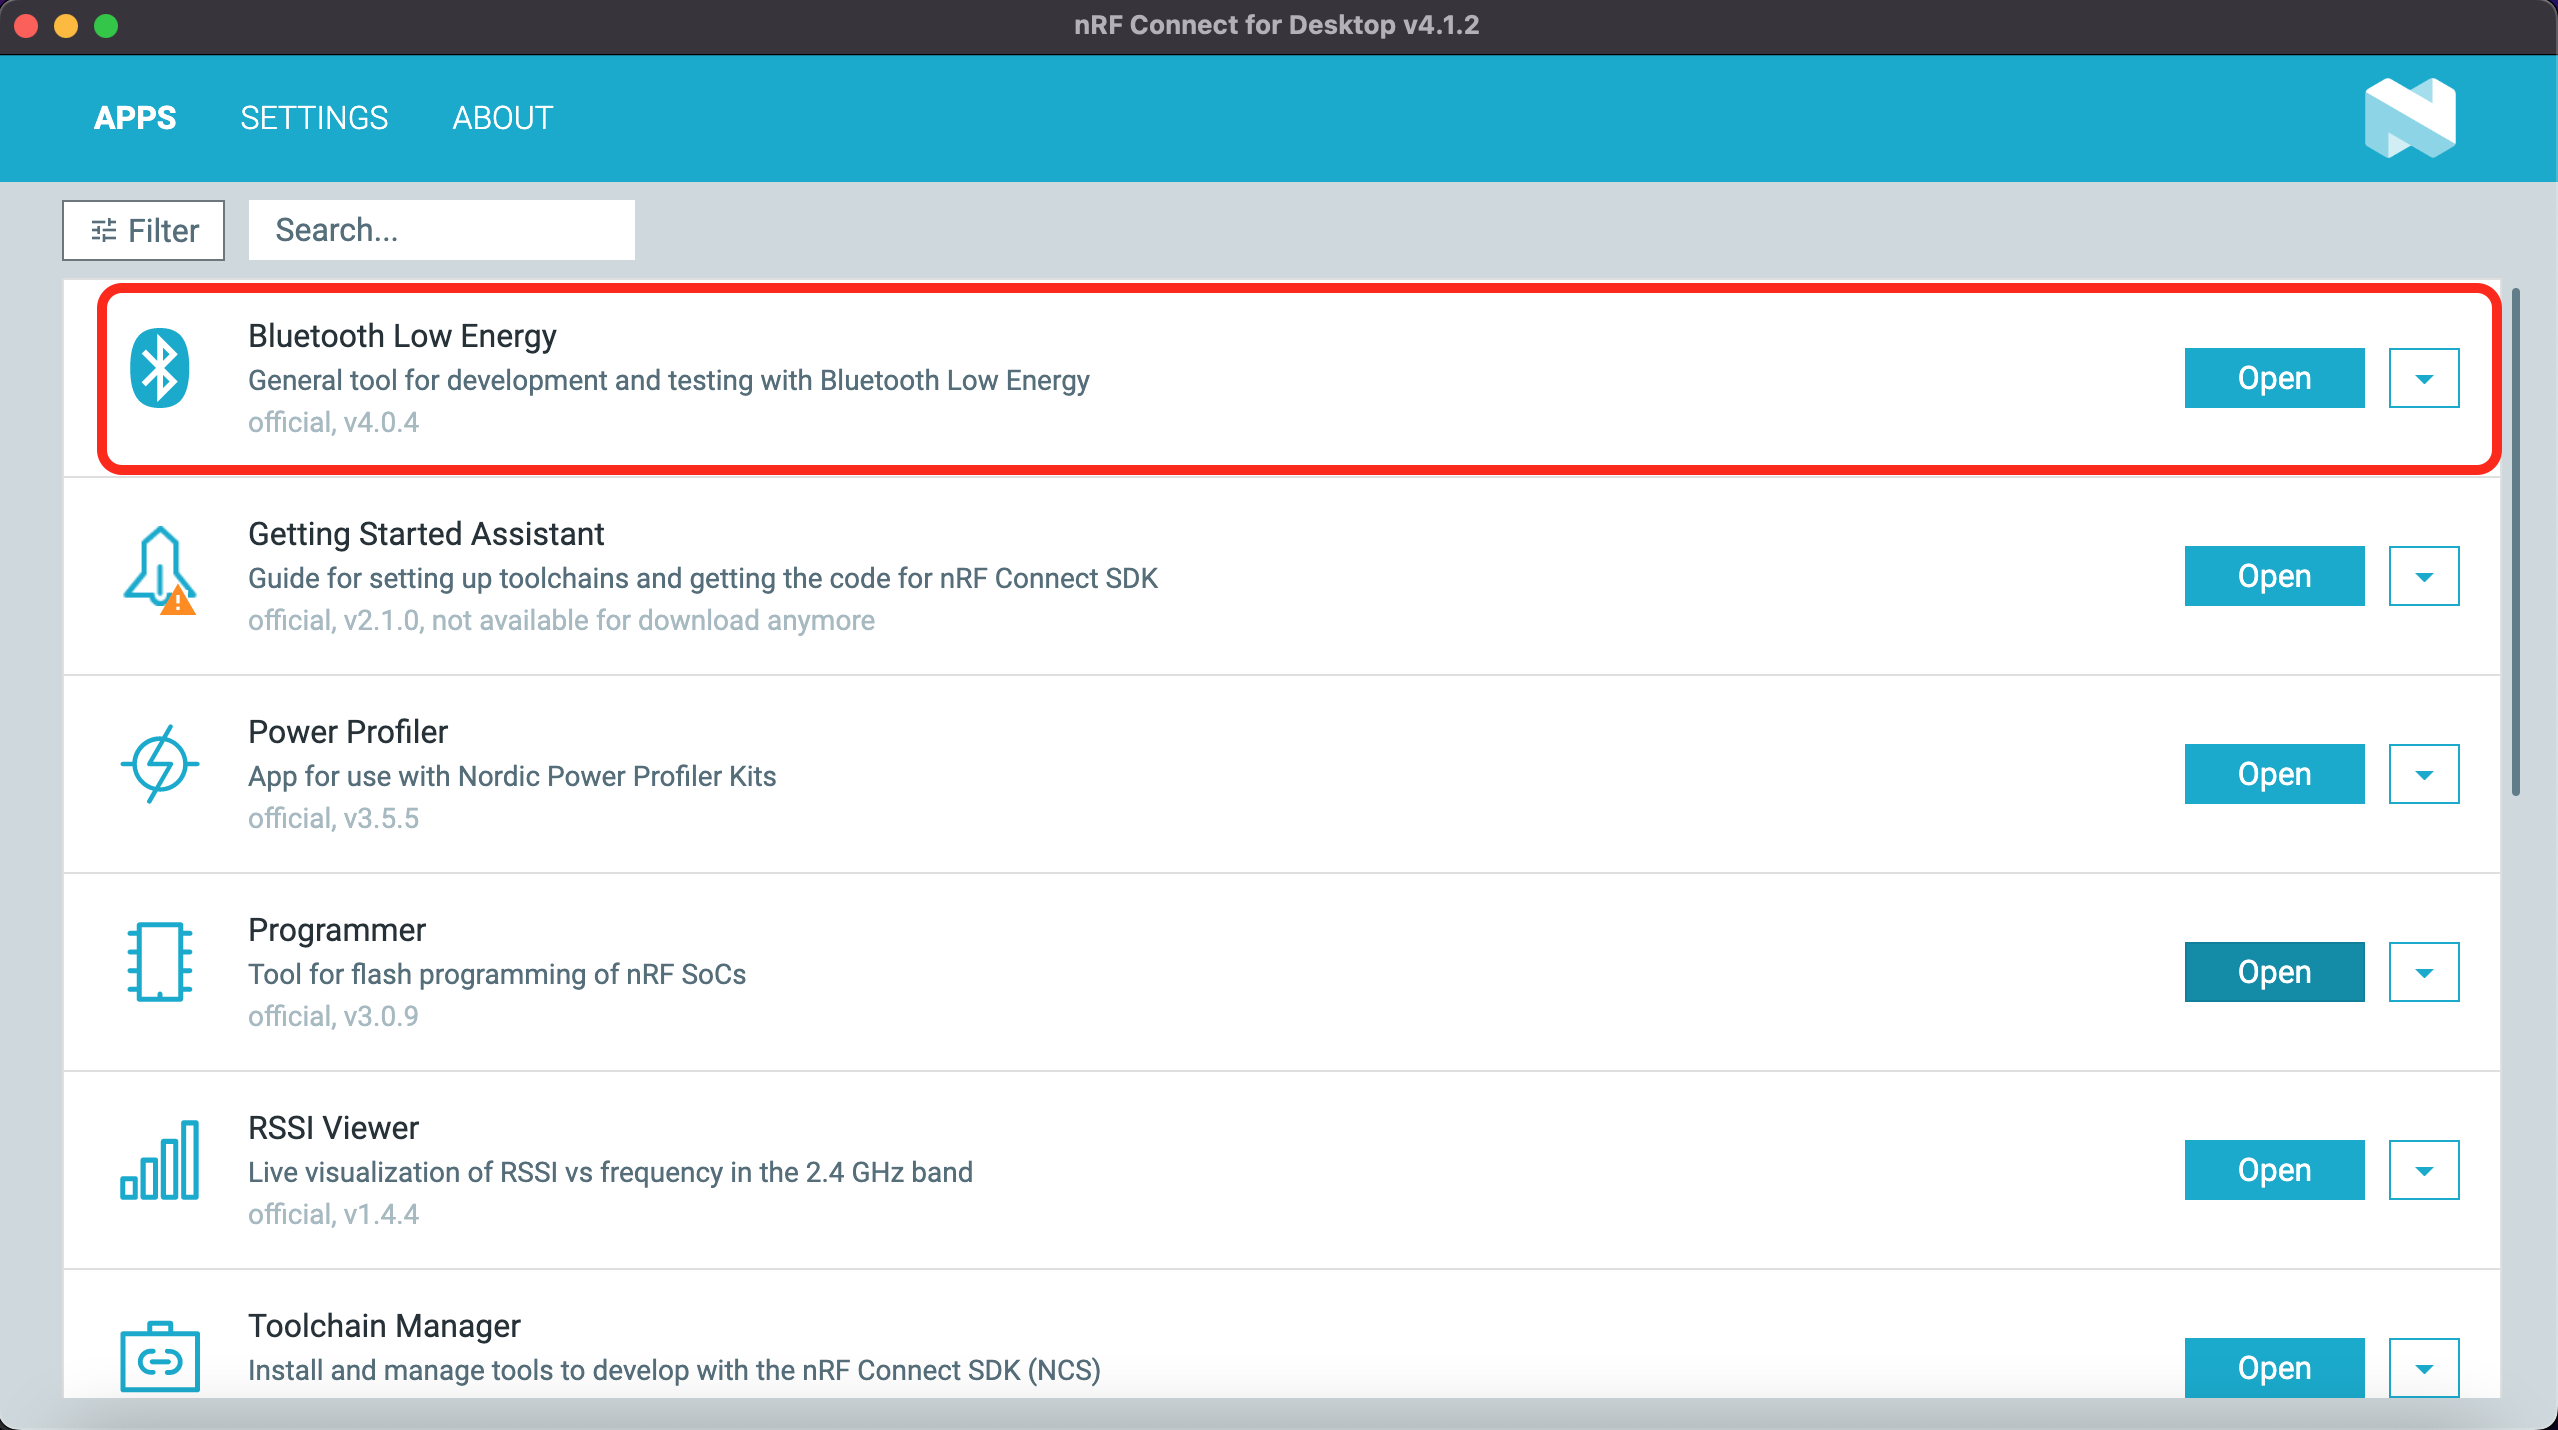 nRF Connect for Desktop v4.1.2
APPS SETTINGS ABOUT
Filter Search...
Bluetooth Low Energy
General tool for development and testing with Bluetooth Low Energy
official, v4.0.4
Open
Getting Started Assistant
Guide for setting up toolchains and getting the code for nRF Connect SDK
official, v2.1.0, not available for download anymore
Open
Power Profiler
App for use with Nordic Power Profiler Kits
official, v3.5.5
Open
Programmer
Tool for flash programming of nRF SoCs
official, v3.0.9
Open
RSSI Viewer
Live visualization of RSSI vs frequency in the 2.4 GHz band
official, v1.4.4
Open
Toolchain Manager
Install and manage tools to develop with the nRF Connect SDK (NCS)
Open